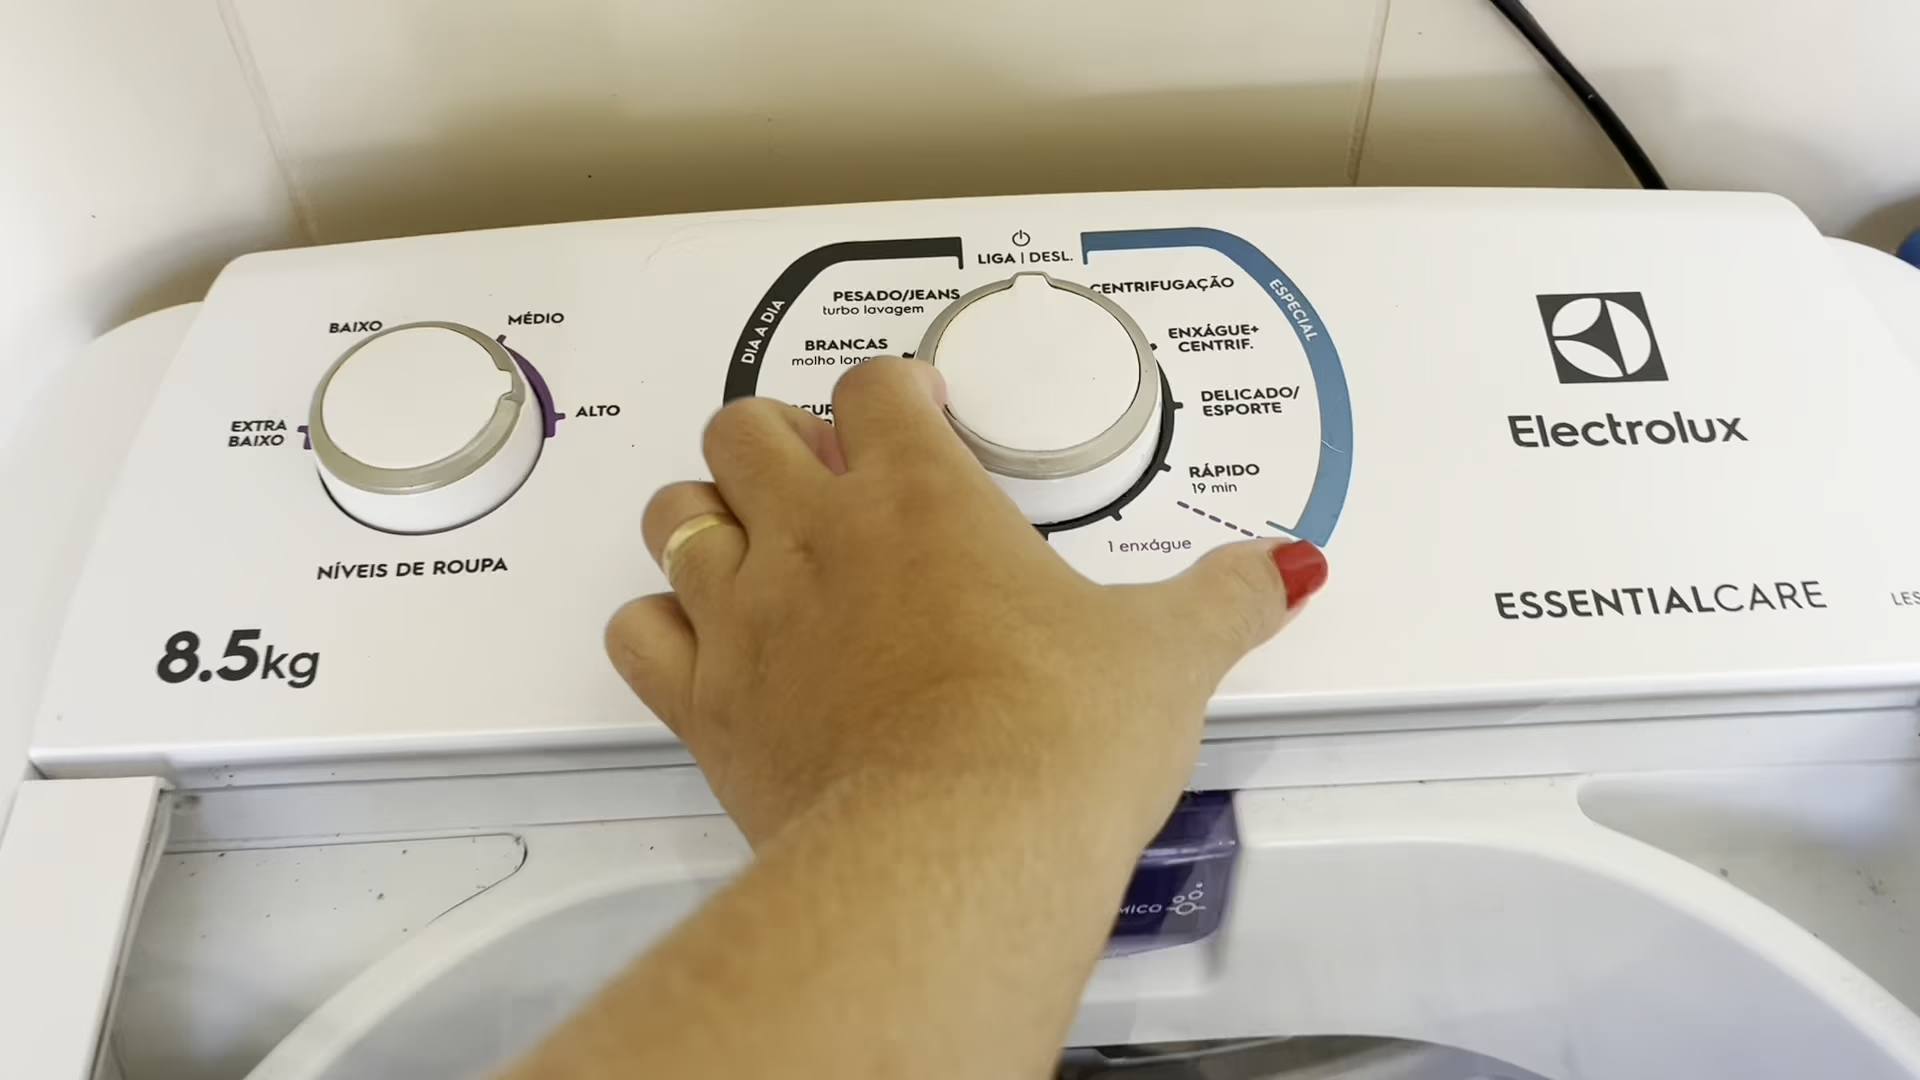 LIGA | DESL.
DIA A DIA
PESADO/JEANS
turbo lavagem
BRANCAS
molho
CENTRIFUGAÇÃO
ENXÁGUE+
CENTRIF.
DELICADO/
ESPORTE
RÁPIDO
19 min
1 enxágue
ESPECIAL
BAIXO
MÉDIO
ALTO
EXTRA
BAIXO
NÍVEIS DE ROUPA
8.5kg
Electrolux
ESSENTIALCARE